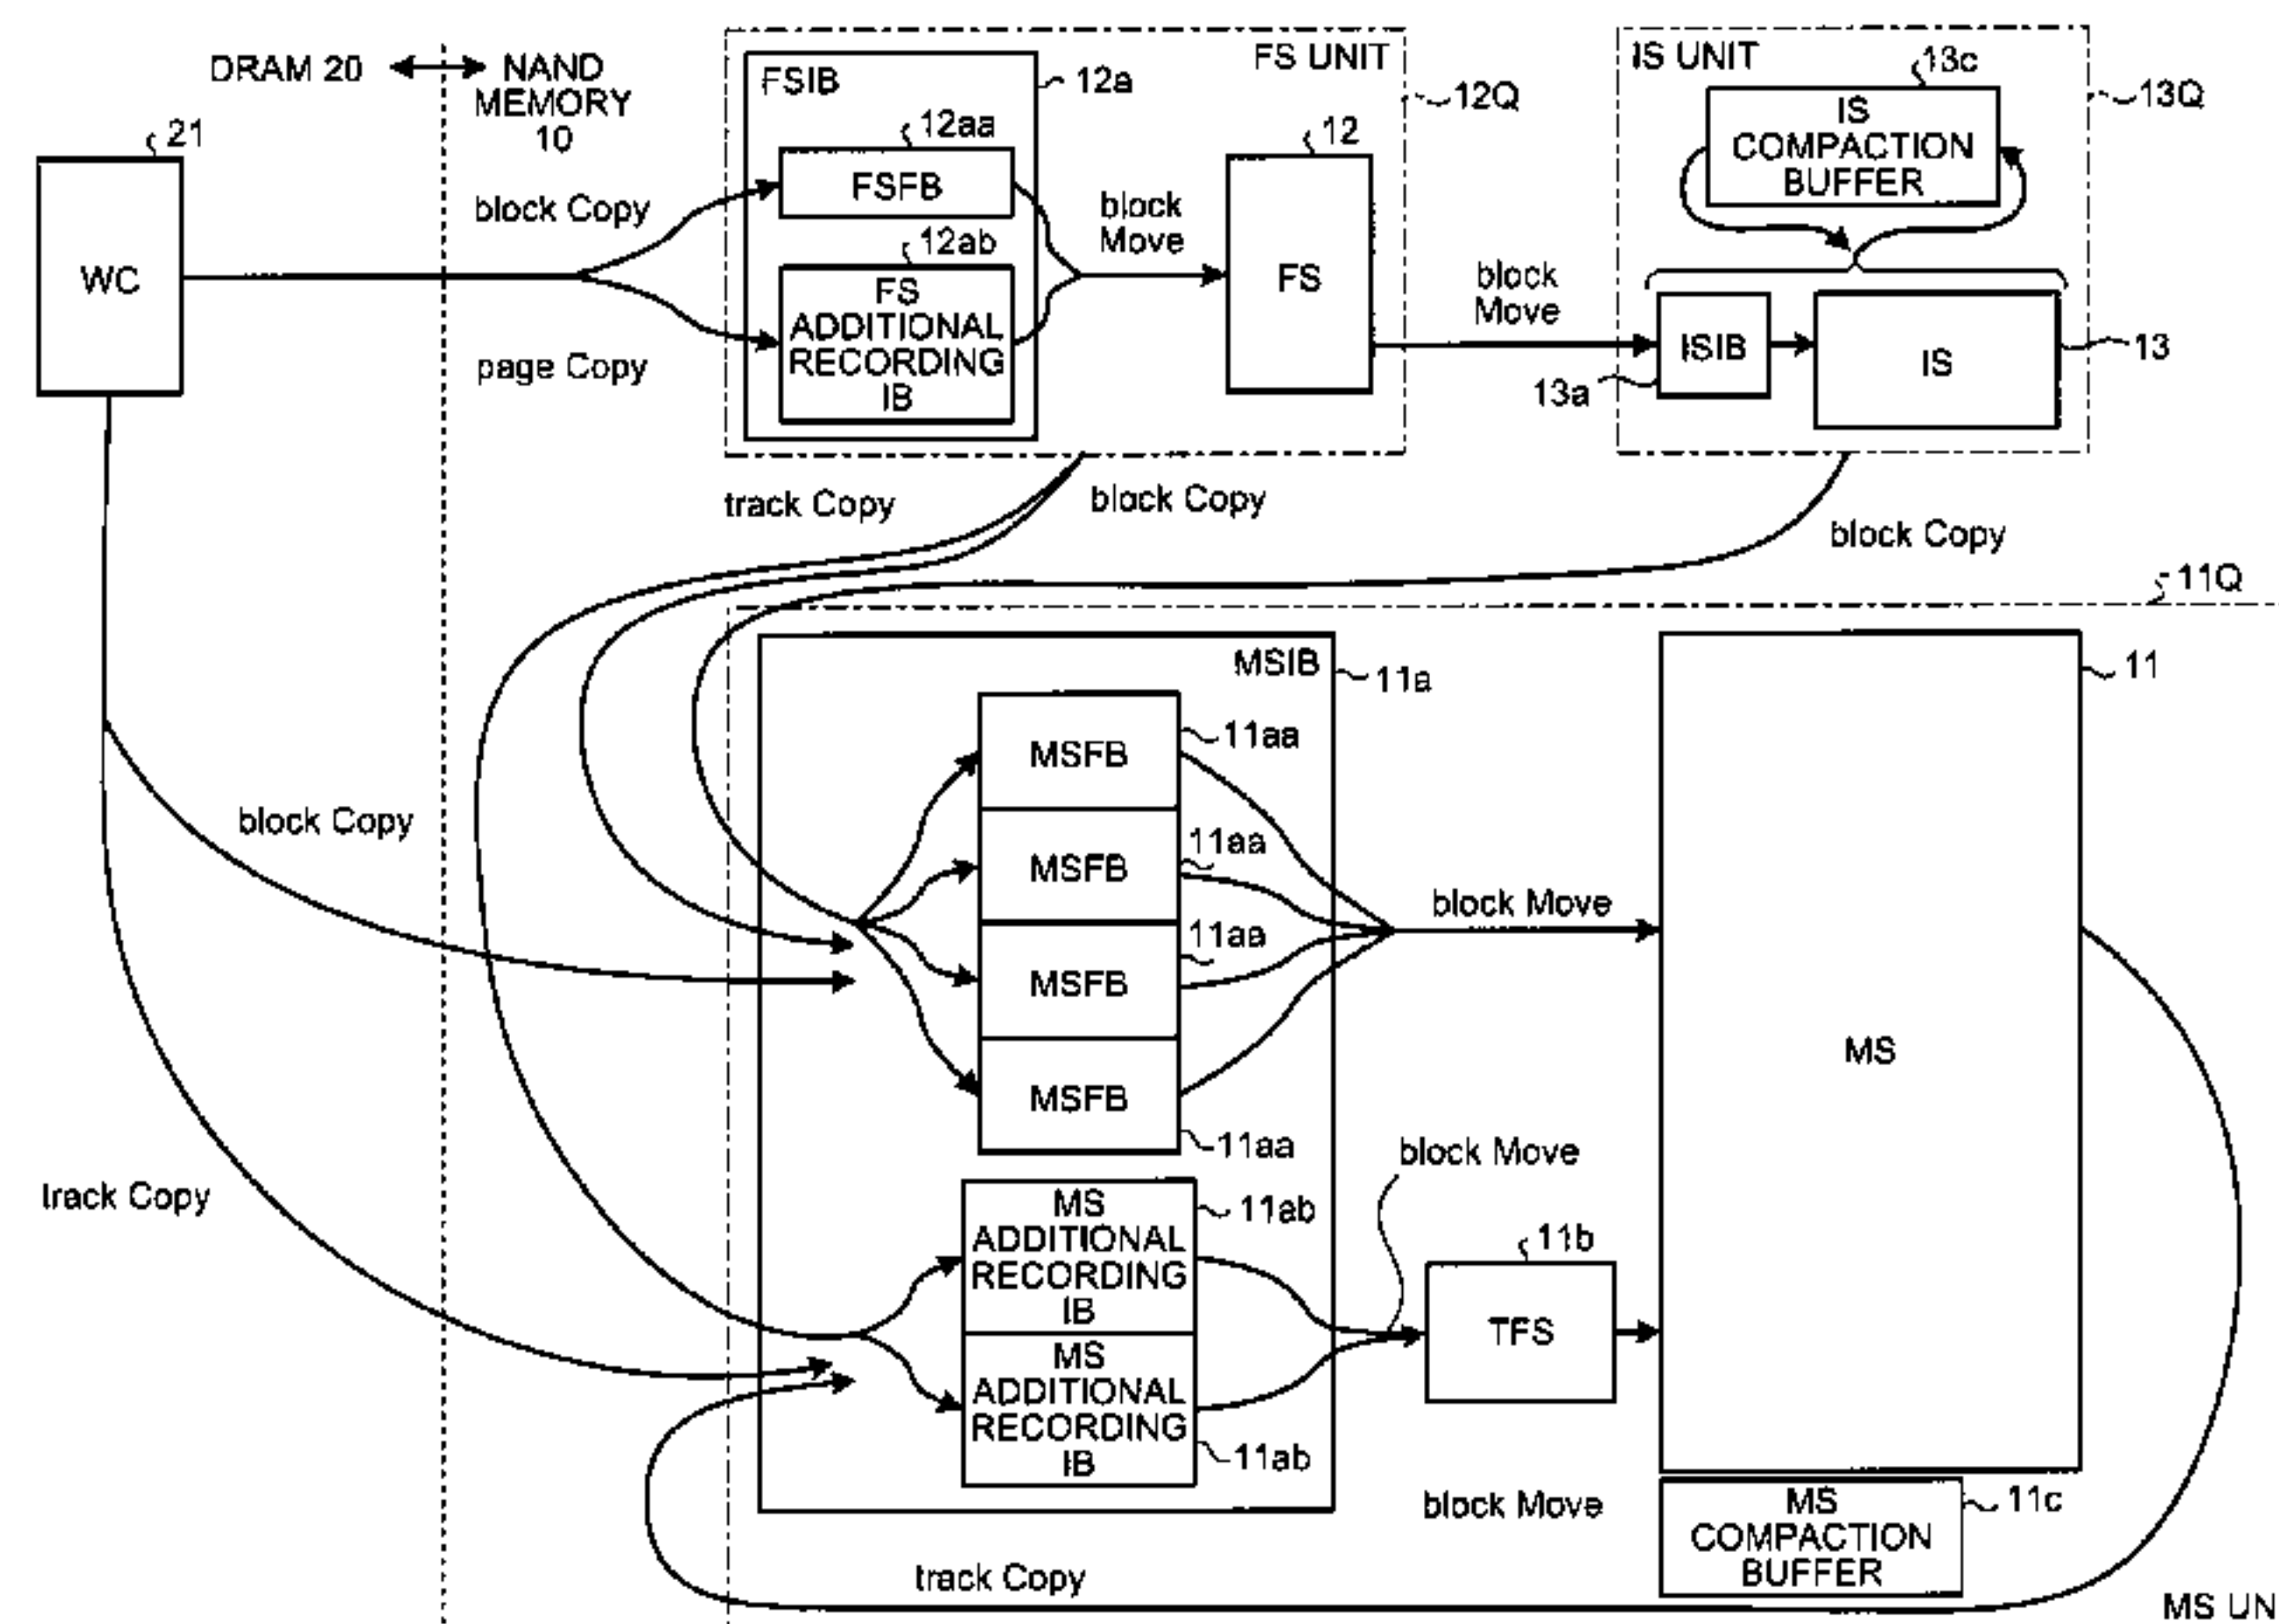 DRAM 20
NAND
MEMORY
10
21
WC
block Copy
page Copy
FS UNIT
12Q
FSIB
12a
12aa
FSFB
12ab
FS
ADDITIONAL
RECORDING
IB
block
Move
12
FS
block
Move
IS UNIT
13Q
13c
IS
COMPACTION
BUFFER
ISIB
13a
IS
13
track Copy
block Copy
block Copy
11Q
MSIB
11a
11
MSFB
11aa
MSFB
11aa
MSFB
11aa
MSFB
11aa
block Copy
block Move
MS
track Copy
block Move
MS
ADDITIONAL
RECORDING
IB
11ab
MS
ADDITIONAL
RECORDING
IB
11ab
11b
TFS
block Move
MS
COMPACTION
BUFFER
11c
track Copy
MS UN